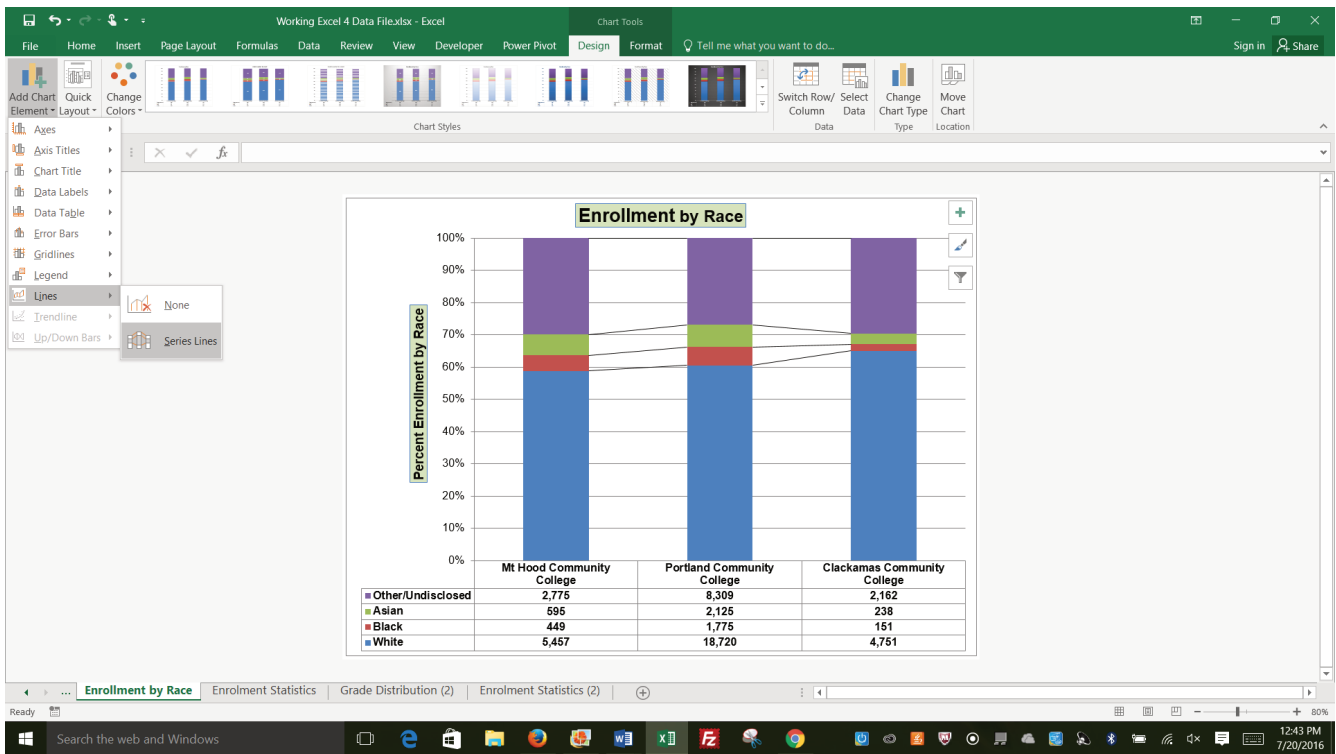 Working Excel 4 Data File.xlsx - Excel
Chart Tools
File Home Insert Page Layout Formulas Data Review View Developer Power Pivot Design Format Tell me what you want to do... Sign in Share
Add Chart Element Quick Layout Change Colors Switch Row/ Column Select Data Change Chart Type Move Chart
Chart Styles Data Type Location
Axes
Axis Titles
Chart Title
Data Labels
Data Table
Error Bars
Gridlines
Legend
Lines
Trendline
Up/Down Bars
None
Series Lines
fx
Enrollment by Race
Percent Enrollment by Race
100%
90%
80%
70%
60%
50%
40%
30%
20%
10%
0%
Mt Hood Community College Portland Community College Clackamas Community College
Other/Undisclosed 2,775 8,309 2,162
Asian 595 2,125 238
Black 449 1,775 151
White 5,457 18,720 4,751
... Enrollment by Race Enrolment Statistics Grade Distribution (2) Enrolment Statistics (2)
Ready 80%
Search the web and Windows
12:43 PM
7/20/2016